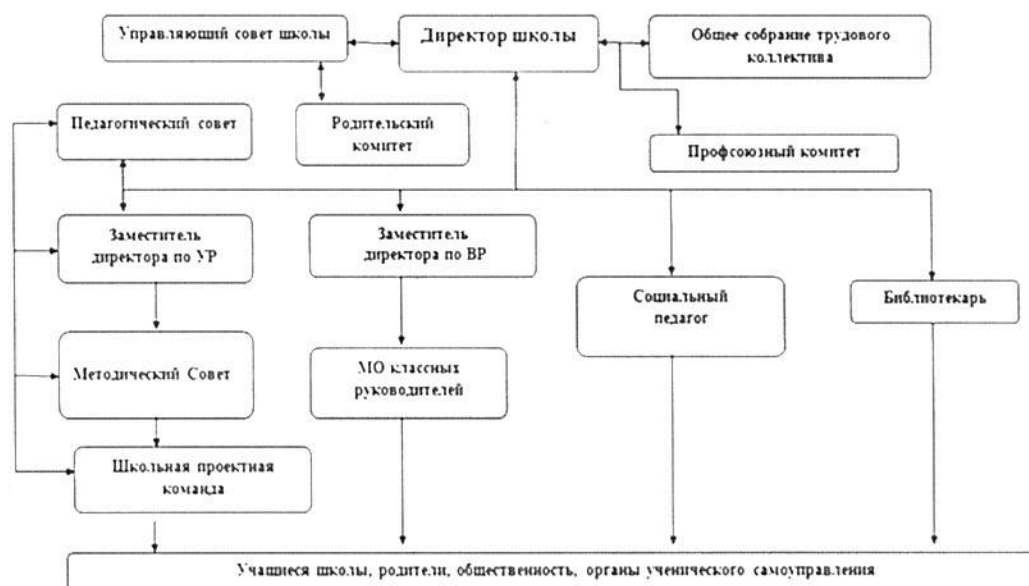 Управляющий совет школы
Директор школы
Общее собрание трудового
коллектива
Педагогический совет
Родительский
комитет
Профсоюзный комитет
Заместитель
директора по УР
Заместитель
директора по ВР
Социальный
педагог
Библиотекарь
Методический Совет
МО классных
руководителей
Школьная проектная
команда
Учащиеся школы, родители, общественность, органы ученического самоуправления